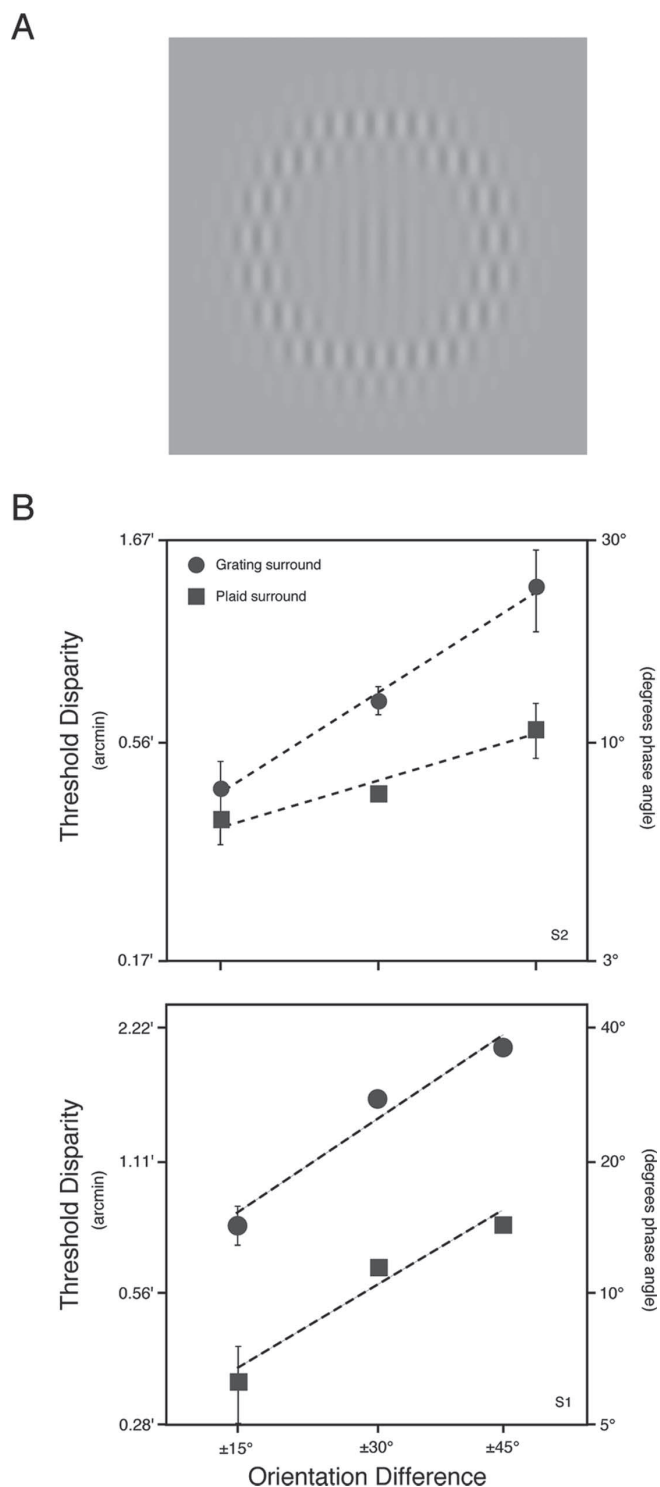 A
B
1.67'
30°
Grating surround
Plaid surround
Threshold Disparity
(arcmin)
(degrees phase angle)
0.56'
10°
S2
0.17'
3°
2.22'
40°
Threshold Disparity
(arcmin)
(degrees phase angle)
1.11'
20°
0.56'
10°
S1
0.28'
5°
±15°
±30°
±45°
Orientation Difference